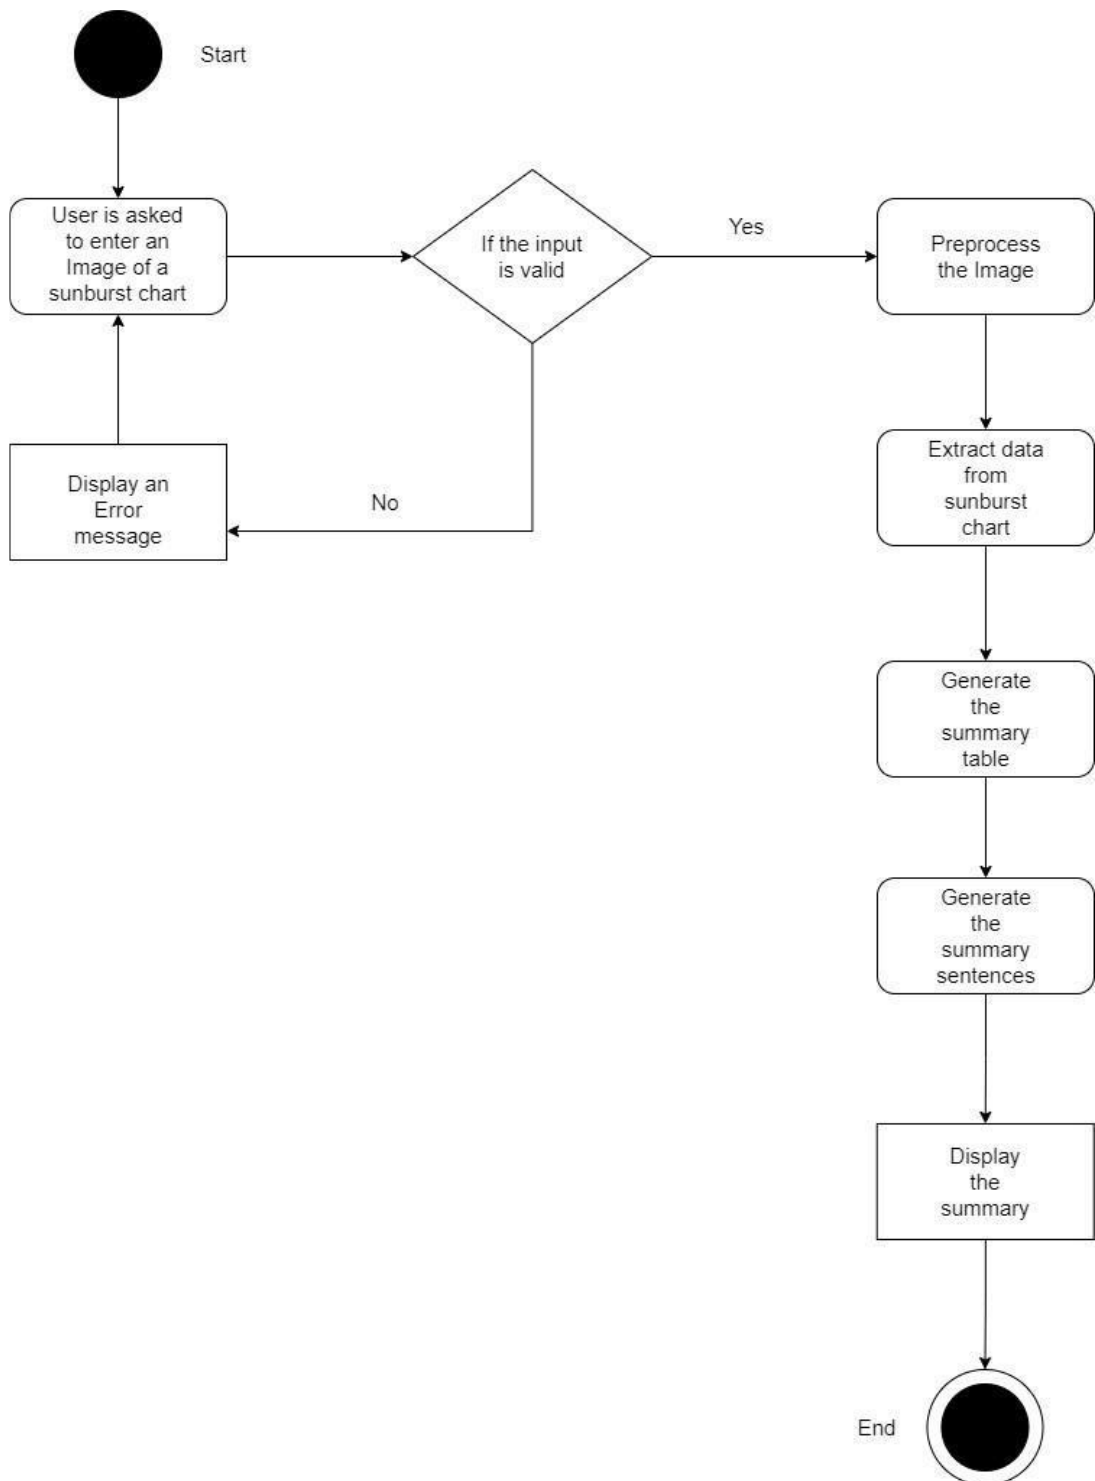 Start
User is asked
to enter an
Image of a
sunburst chart
If the input
is valid
Yes
Preprocess
the Image
No
Display an
Error
message
Extract data
from
sunburst
chart
Generate
the
summary
table
Generate
the
summary
sentences
Display
the
summary
End